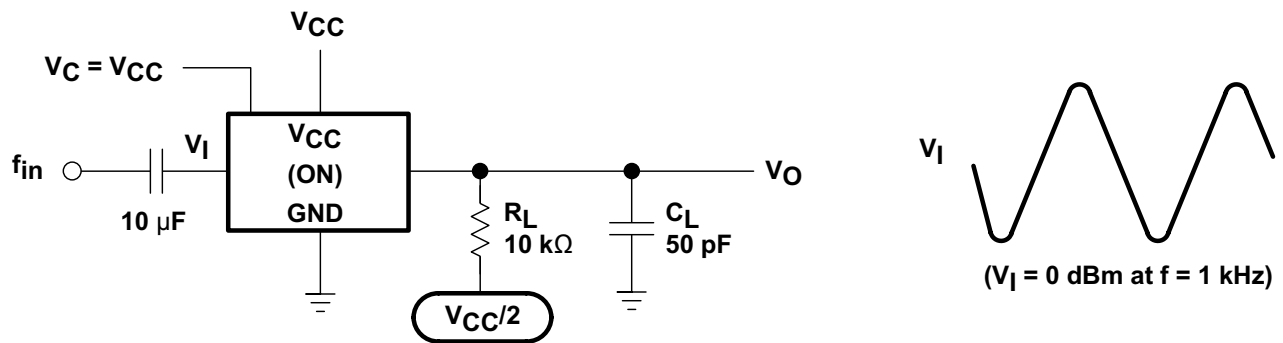 VCC
VC = VCC
VI
VCC
(ON)
GND
fin
10 μF
RL
10 kΩ
CL
50 pF
VO
VCC/2
VI
(VI = 0 dBm at f = 1 kHz)